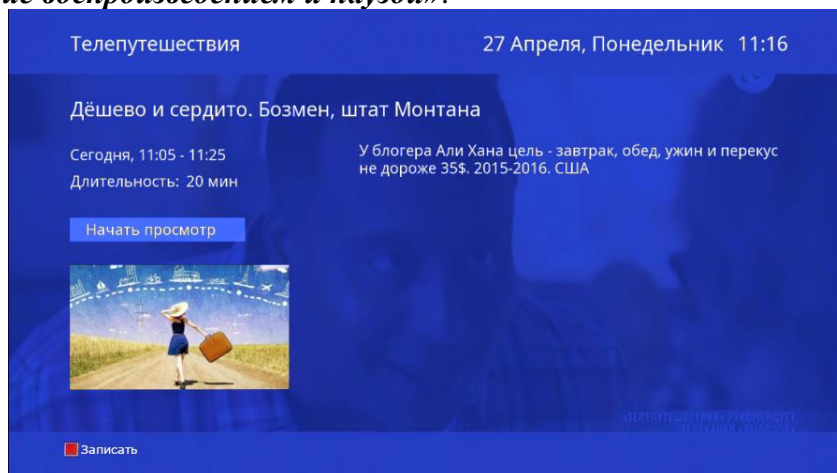 ие воспроизведением и паузой».
Телепутешествия 27 Апреля, Понедельник 11:16
Дёшево и сердито. Бозмен, штат Монтана
Сегодня, 11:05 - 11:25
Длительность: 20 мин
У блогера Али Хана цель - завтрак, обед, ужин и перекус
не дороже 35$. 2015-2016. США
Начать просмотр
«ТЕЛЕПУТЕШЕСТВИЯ» РЕКОМЕНДУЕТ
Записать